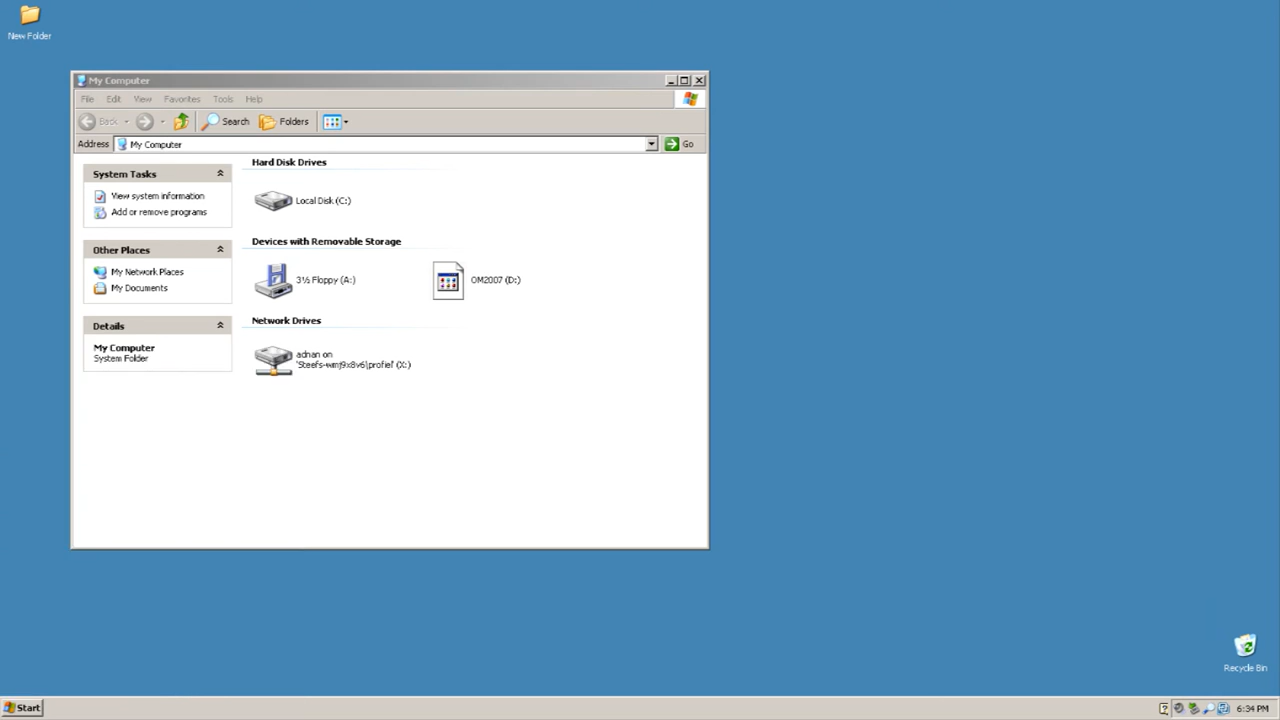 New Folder
My Computer
File Edit View Favorites Tools Help
Back Search Folders
Address My Computer Go
System Tasks
View system information
Add or remove programs
Other Places
My Network Places
My Documents
Details
My Computer
System Folder
Hard Disk Drives
Local Disk (C:)
Devices with Removable Storage
3½ Floppy (A:) OM2007 (D:)
Network Drives
adnan on
'Steefs-wmj9x8v6\profiel' (X:)
Recycle Bin
Start 6:34 PM